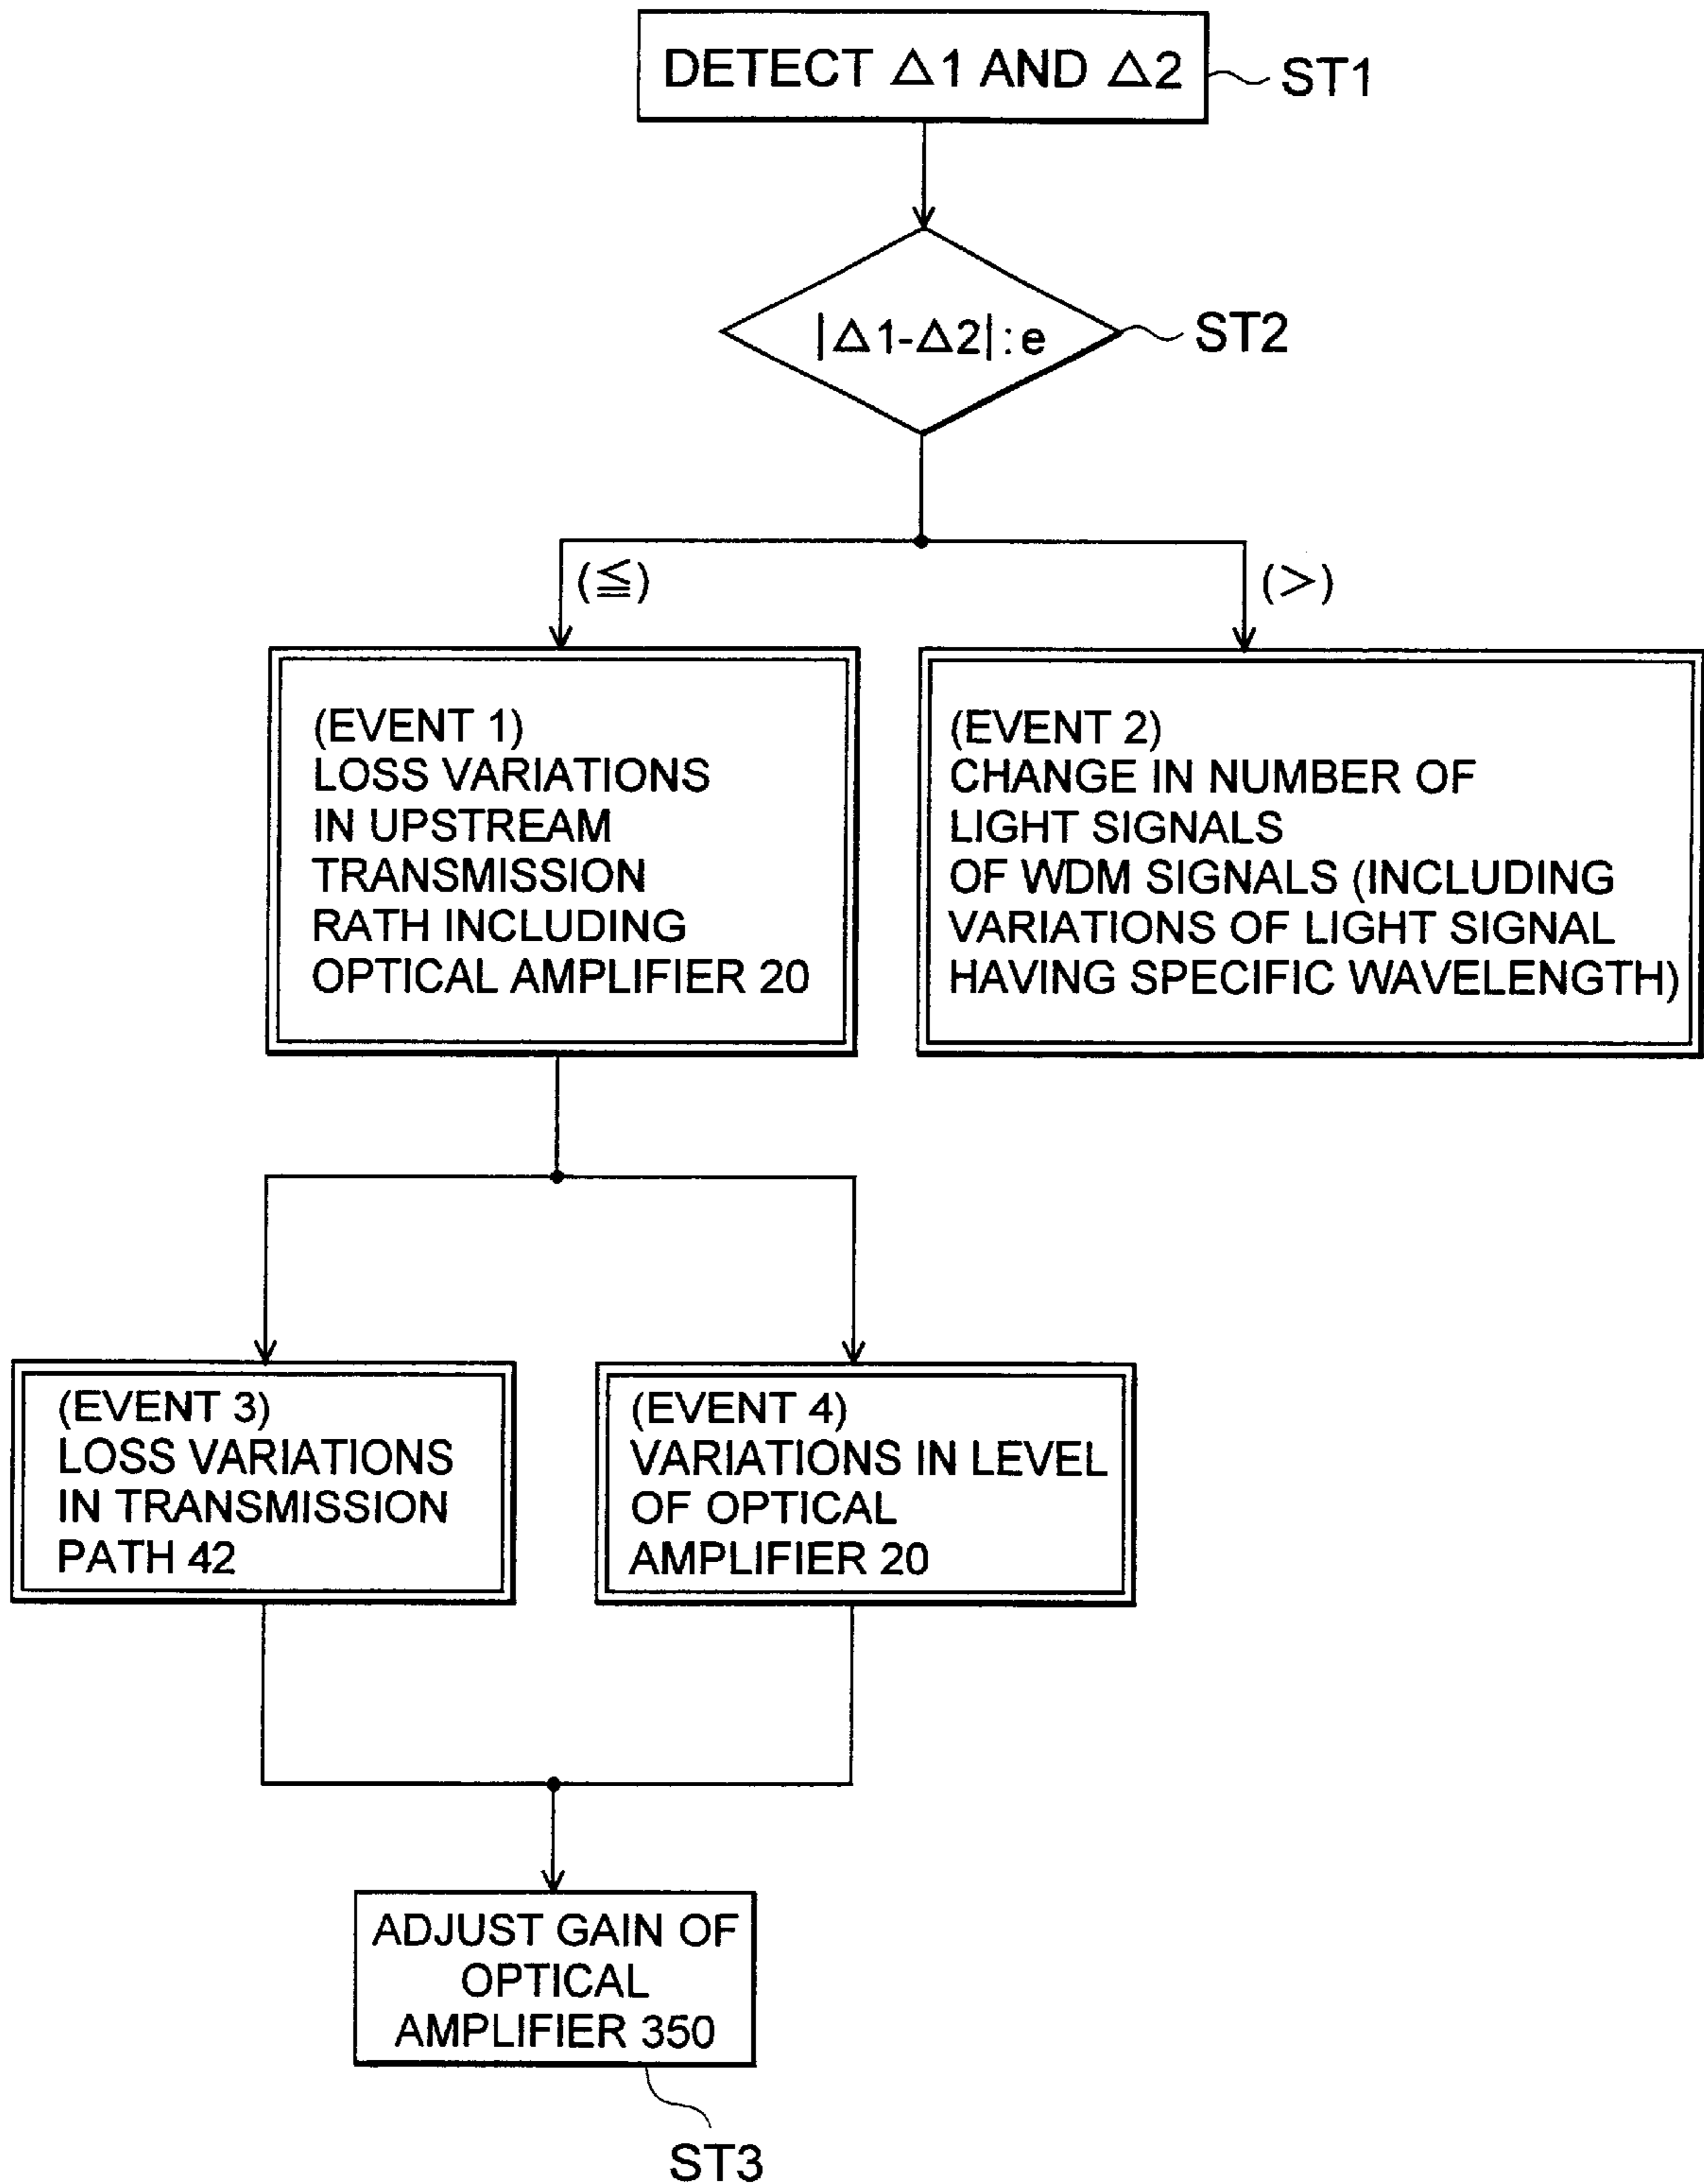 DETECT △1 AND △2
ST1
|△1-△2| : e
ST2
(≦)
(>)
(EVENT 1)
LOSS VARIATIONS
IN UPSTREAM
TRANSMISSION
RATH INCLUDING
OPTICAL AMPLIFIER 20
(EVENT 2)
CHANGE IN NUMBER OF
LIGHT SIGNALS
OF WDM SIGNALS (INCLUDING
VARIATIONS OF LIGHT SIGNAL
HAVING SPECIFIC WAVELENGTH)
(EVENT 3)
LOSS VARIATIONS
IN TRANSMISSION
PATH 42
(EVENT 4)
VARIATIONS IN LEVEL
OF OPTICAL
AMPLIFIER 20
ADJUST GAIN OF
OPTICAL
AMPLIFIER 350
ST3